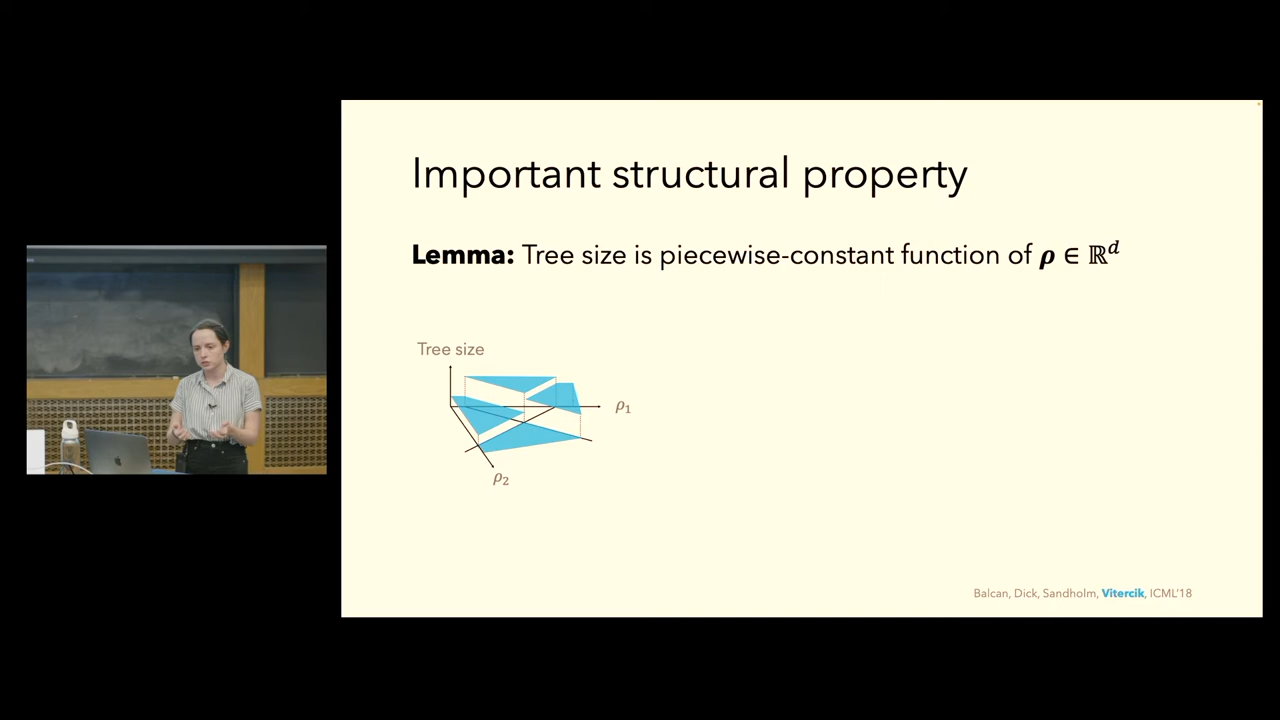 Important structural property
Lemma: Tree size is piecewise-constant function of 𝝆 ∈ ℝ𝒅
Tree size
𝜌₁
𝜌₂
Balcan, Dick, Sandholm, Vitercik, ICML'18